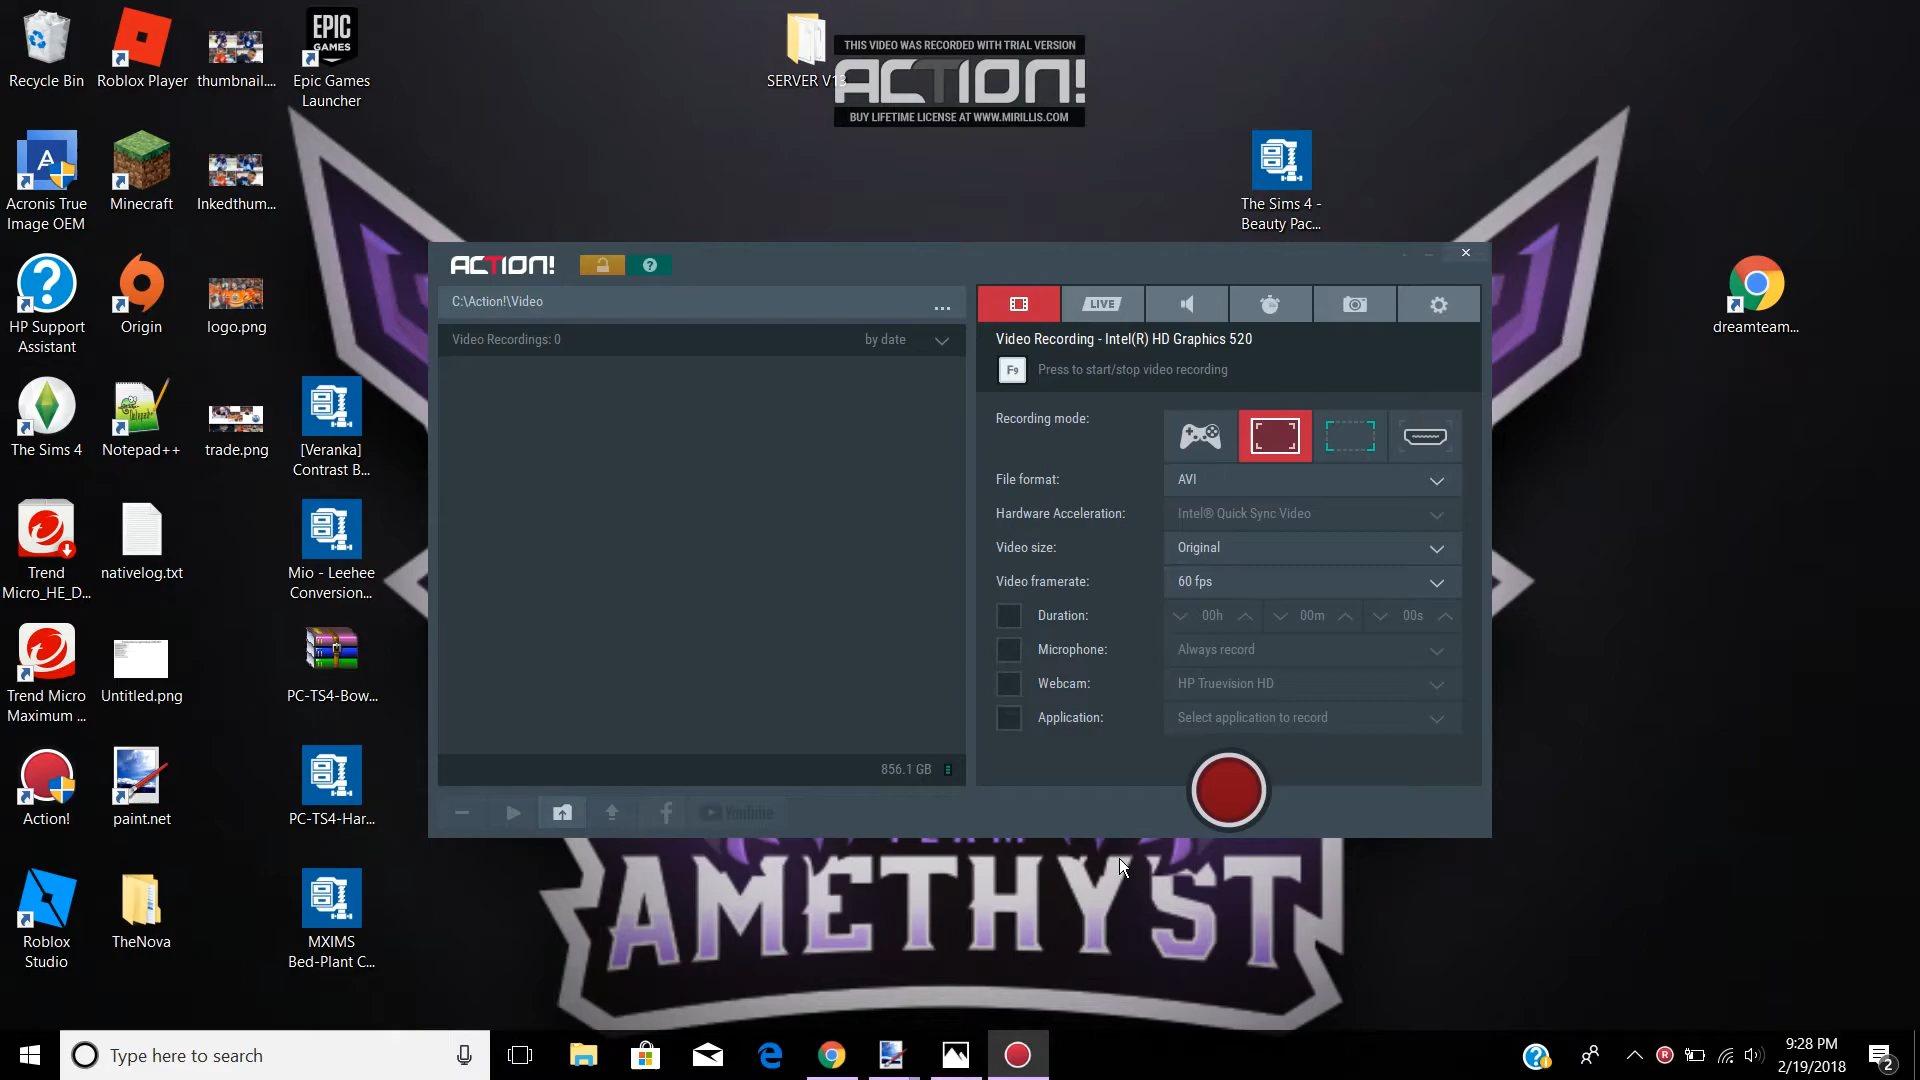 Recycle Bin
Roblox Player
thumbnail....
EPIC
GAMES
Epic Games
Launcher
SERVER V13
THIS VIDEO WAS RECORDED WITH TRIAL VERSION
ACTION!
BUY LIFETIME LICENSE AT WWW.MIRILLIS.COM
Acronis True
Image OEM
Minecraft
Inkedthum...
The Sims 4 -
Beauty Pac...
HP Support
Assistant
Origin
logo.png
dreamteam...
The Sims 4
Notepad++
trade.png
[Veranka]
Contrast B...
Trend
Micro_HE_D...
nativelog.txt
Mio - Leehee
Conversion...
Trend Micro
Maximum ...
Untitled.png
PC-TS4-Bow...
Action!
paint.net
PC-TS4-Har...
Roblox
Studio
TheNova
MXIMS
Bed-Plant C...
ACTION!
?
C:\Action!\Video
...
Video Recordings: 0
by date
856.1 GB
YouTube
LIVE
Video Recording - Intel(R) HD Graphics 520
F9
Press to start/stop video recording
Recording mode:
File format:
AVI
Hardware Acceleration:
Intel® Quick Sync Video
Video size:
Original
Video framerate:
60 fps
Duration:
00h
00m
00s
Microphone:
Always record
Webcam:
HP Truevision HD
Application:
Select application to record
AMETHYST
Type here to search
9:28 PM
2/19/2018
2